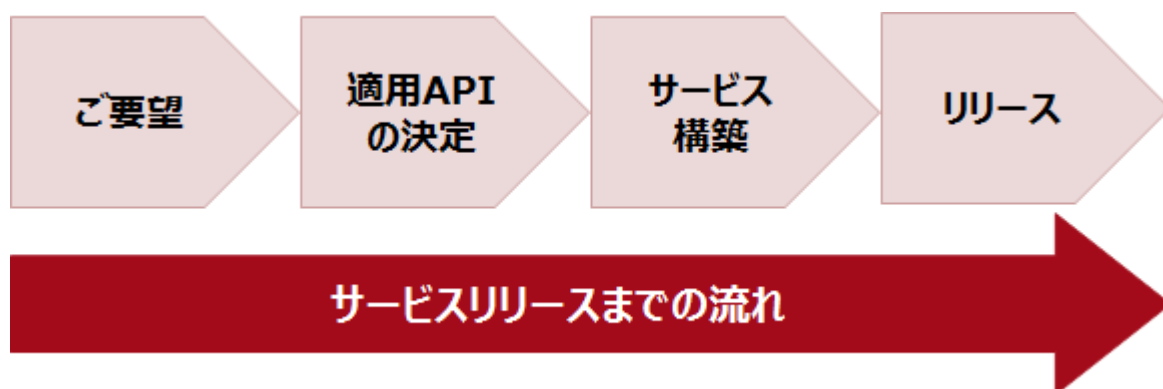 ご要望
適用API
の決定
サービス
構築
リリース
サービスリリースまでの流れ